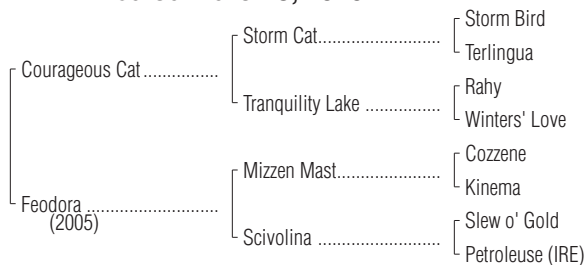 Storm Bird
Storm Cat
Terlingua
Courageous Cat
Rahy
Tranquility Lake
Winters' Love
Cozzene
Mizzen Mast
Kinema
Feodora
(2005)
Slew o' Gold
Scivolina
Petroleuse (IRE)